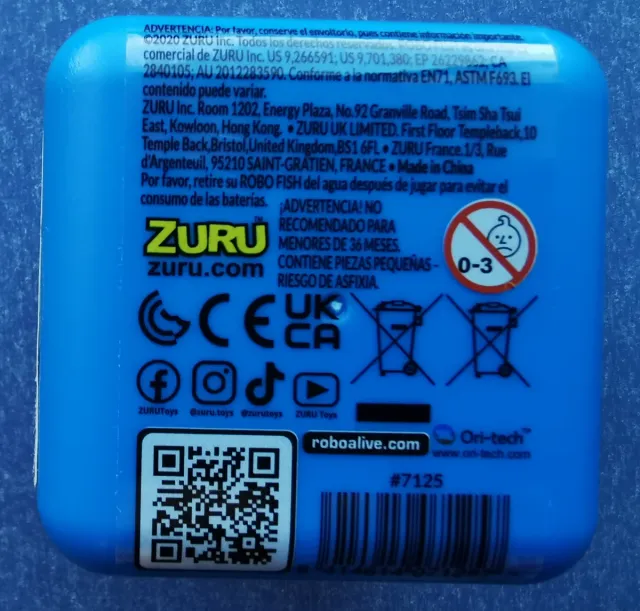 ADVERTENCIA: Por favor, conserve el envoltorio, pues contiene información importante.
©2020 ZURU Inc. Todos los derechos reservados. ROBO FISH
comercial de ZURU Inc. US 9,266591; US 9,701,380; EP 26229862, CA
2840105; AU 2012283590. Conforme a la normativa EN71, ASTM F693. El
contenido puede variar.
ZURU Inc. Room 1202, Energy Plaza, No.92 Granville Road, Tsim Sha Tsui
East, Kowloon, Hong Kong. • ZURU UK LIMITED. First Floor Templeback,10
Temple Back,Bristol,United Kingdom,BS1 6FL • ZURU France.1/3, Rue
d'Argenteuil, 95210 SAINT-GRATIEN, FRANCE • Made in China
Por favor, retire su ROBO FISH del agua después de jugar para evitar el
consumo de las baterías.
ZURU™
zuru.com
¡ADVERTENCIA! NO
RECOMENDADO PARA
MENORES DE 36 MESES.
CONTIENE PIEZAS PEQUEÑAS -
RIESGO DE ASFIXIA.
0-3
CE
UK
CA
ZURUToys
@zuru.toys
@zurutoys
ZURU Toys
roboalive.com
Ori-tech™
www.ori-tech.com
#7125